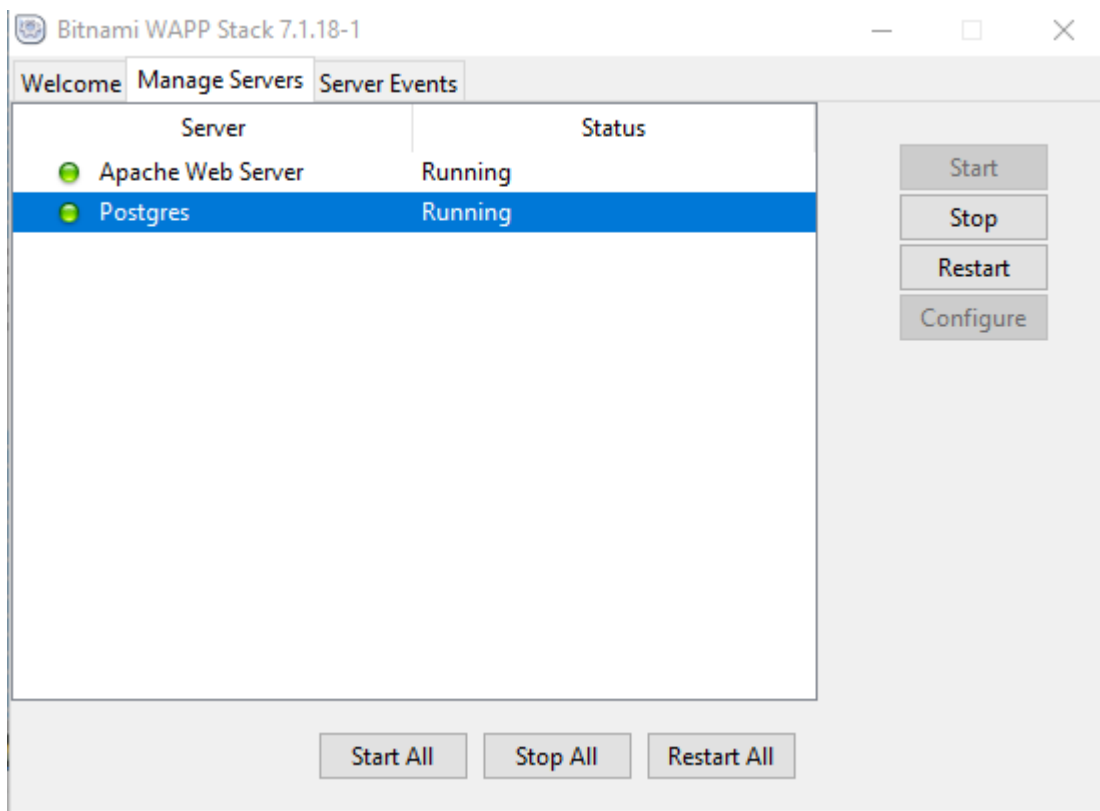 Bitnami WAPP Stack 7.1.18-1
Welcome Manage Servers Server Events
Server Status
Apache Web Server Running
Postgres Running
Start
Stop
Restart
Configure
Start All Stop All Restart All